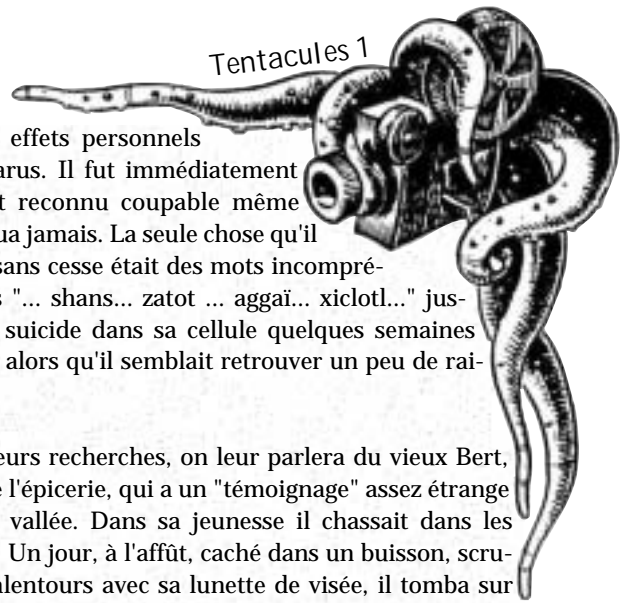 Tentacules 1
effets personnels
arus. Il fut immédiatement
t reconnu coupable même
ua jamais. La seule chose qu'il
sans cesse était des mots incompré-
s "... shans... zatot ... aggaï... xiclotl..." jus-
suicide dans sa cellule quelques semaines
alors qu'il semblait retrouver un peu de rai-
eurs recherches, on leur parlera du vieux Bert,
e l'épicerie, qui a un "témoignage" assez étrange
vallée. Dans sa jeunesse il chassait dans les
. Un jour, à l'affût, caché dans un buisson, scru-
alentours avec sa lunette de visée, il tomba sur